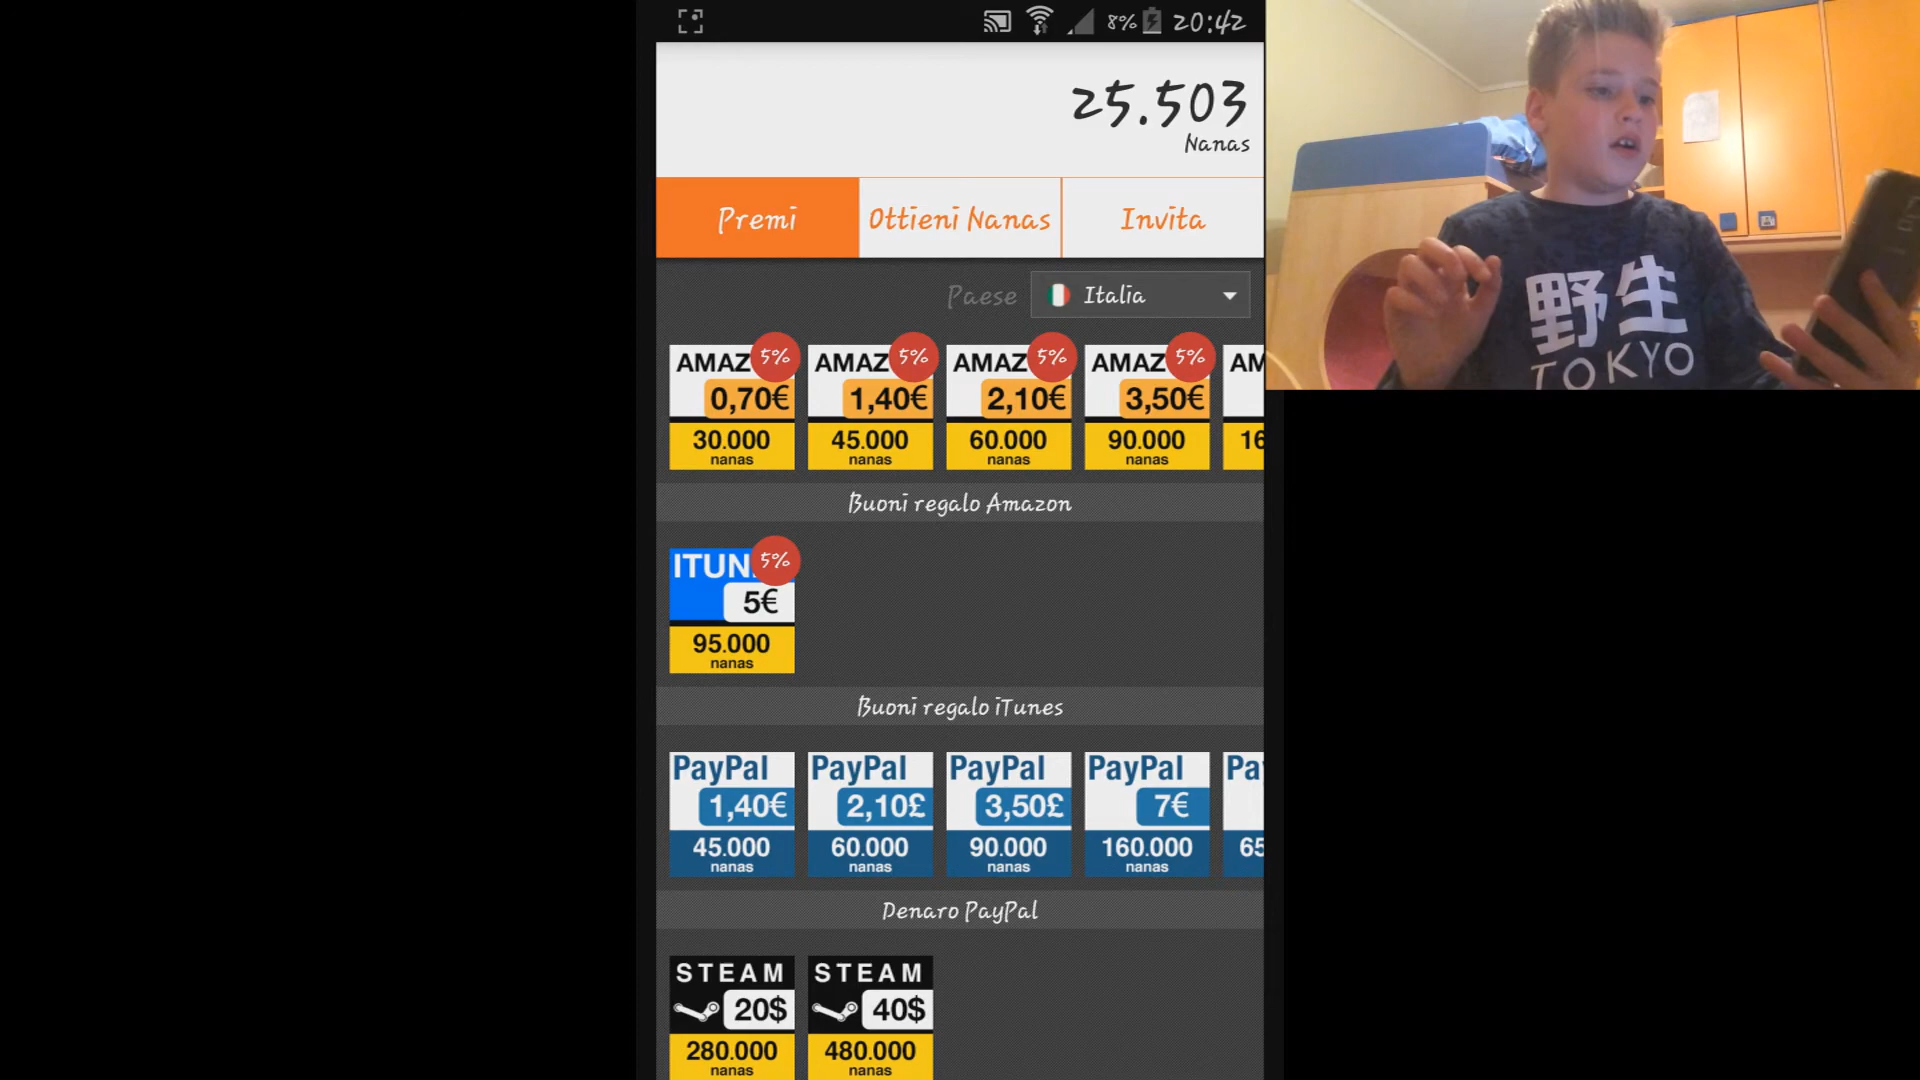 8% 20:42
25.503
Nanas
Premi Ottieni Nanas Invita
Paese Italia
AMAZ 5% AMAZ 5% AMAZ 5% AMAZ 5% AM
0,70€ 1,40€ 2,10€ 3,50€
30.000 45.000 60.000 90.000 16
nanas nanas nanas nanas
Buoni regalo Amazon
ITUN 5%
5€
95.000
nanas
Buoni regalo iTunes
PayPal PayPal PayPal PayPal Pa
1,40€ 2,10£ 3,50£ 7€
45.000 60.000 90.000 160.000 65
nanas nanas nanas nanas
Denaro PayPal
STEAM STEAM
20$ 40$
280.000 480.000
nanas nanas
野生
TOKYO